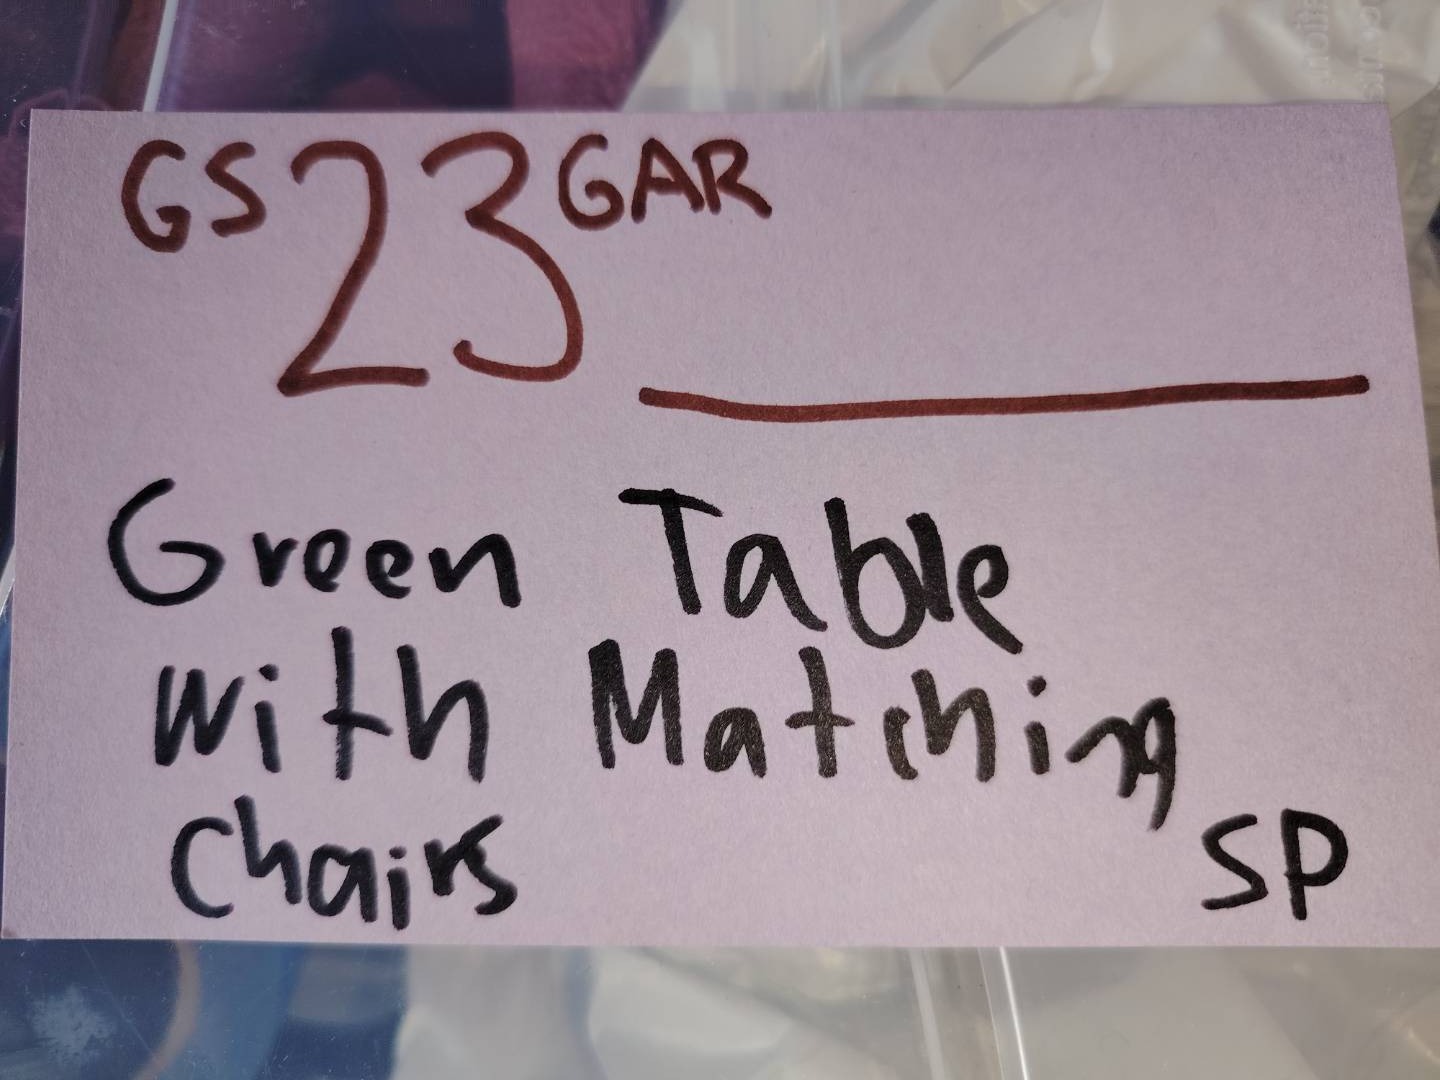 GS 23 GAR
Green Table
with Matching
Chairs
SP